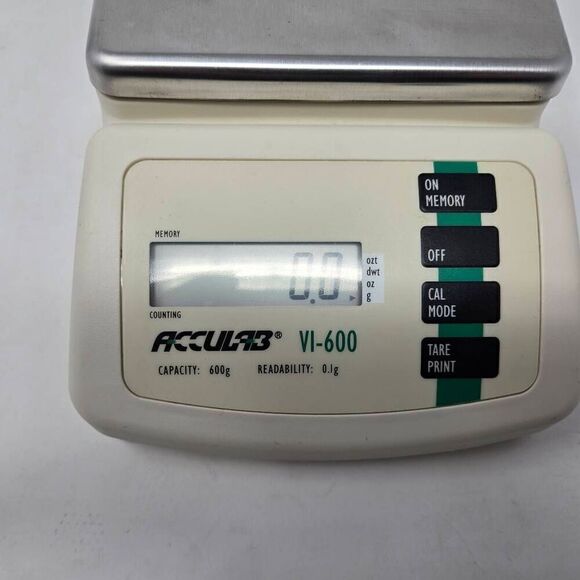 MEMORY
0.0
ozt
dwt
oz
g
COUNTING
ACCULAB® VI-600
CAPACITY: 600g READABILITY: 0.1g
ON
MEMORY
OFF
CAL
MODE
TARE
PRINT